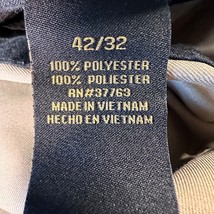 42/32
100% POLYESTER
100% POLIESTER
RN#37763
MADE IN VIETNAM
HECHO EN VIETNAM